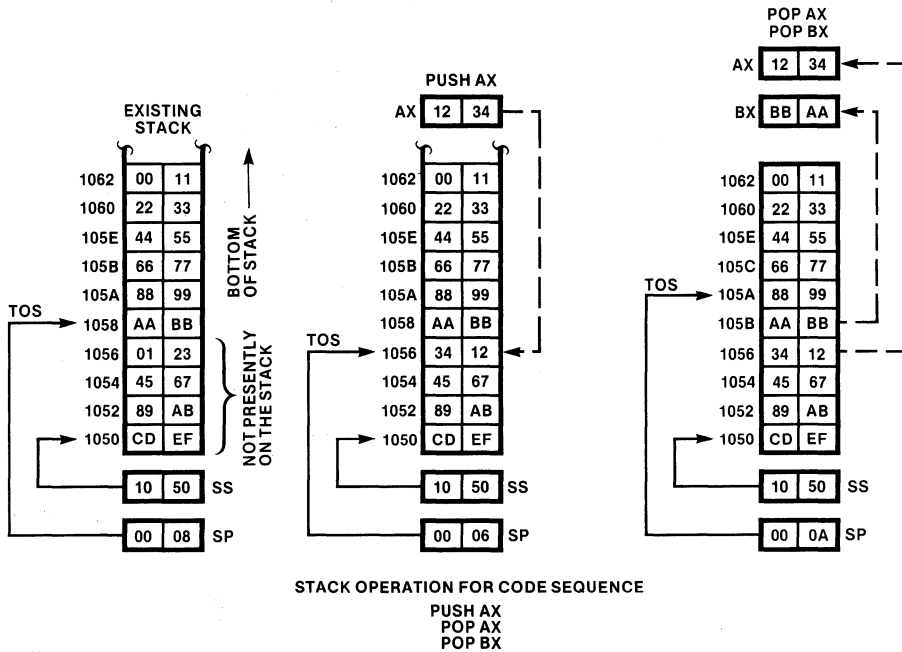 EXISTING
STACK
1062 00 11
1060 22 33
105E 44 55
105B 66 77
105A 88 99
TOS
1058 AA BB
1056 01 23
1054 45 67
1052 89 AB
1050 CD EF
BOTTOM
OF STACK
NOT PRESENTLY
ON THE STACK
10 50 SS
00 08 SP
PUSH AX
AX 12 34
1062 00 11
1060 22 33
105E 44 55
105B 66 77
105A 88 99
1058 AA BB
TOS
1056 34 12
1054 45 67
1052 89 AB
1050 CD EF
10 50 SS
00 06 SP
POP AX
POP BX
AX 12 34
BX BB AA
1062 00 11
1060 22 33
105E 44 55
105C 66 77
TOS
105A 88 99
105B AA BB
1056 34 12
1054 45 67
1052 89 AB
1050 CD EF
10 50 SS
00 0A SP
STACK OPERATION FOR CODE SEQUENCE
PUSH AX
POP AX
POP BX